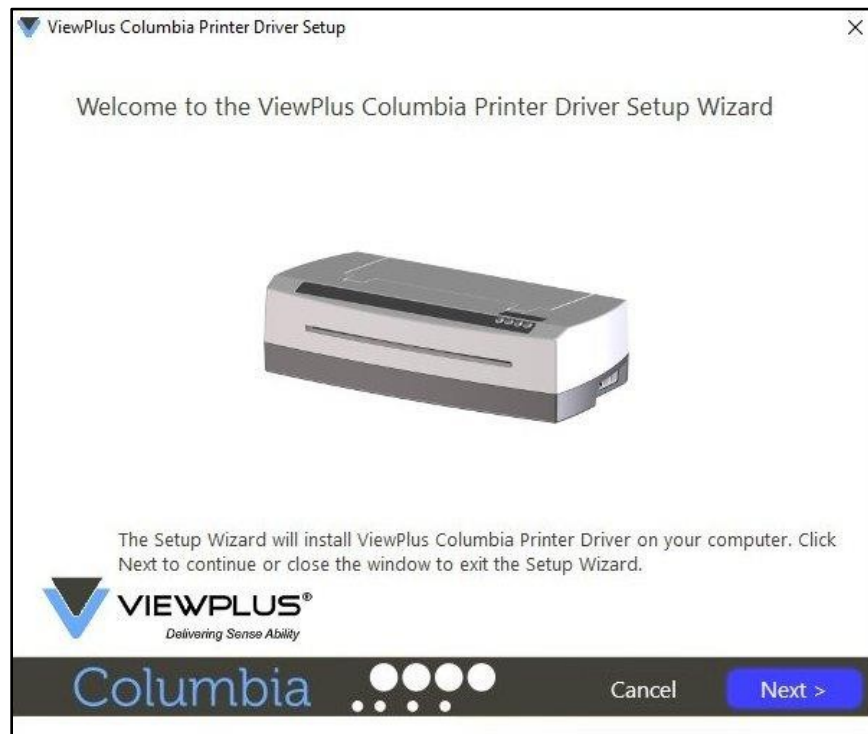 ViewPlus Columbia Printer Driver Setup
Welcome to the ViewPlus Columbia Printer Driver Setup Wizard
The Setup Wizard will install ViewPlus Columbia Printer Driver on your computer. Click
Next to continue or close the window to exit the Setup Wizard.
VIEWPLUS®
Delivering Sense Ability
Columbia
Cancel
Next >